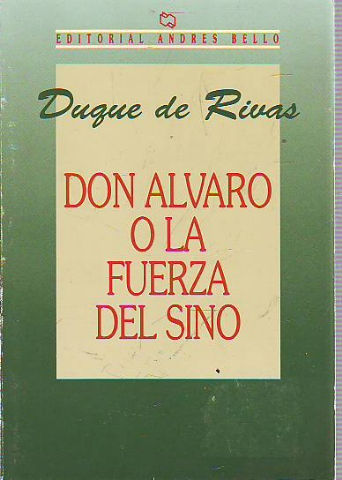 EDITORIAL ANDRES BELLO
Duque de Rivas
DON ALVARO
O LA
FUERZA
DEL SINO